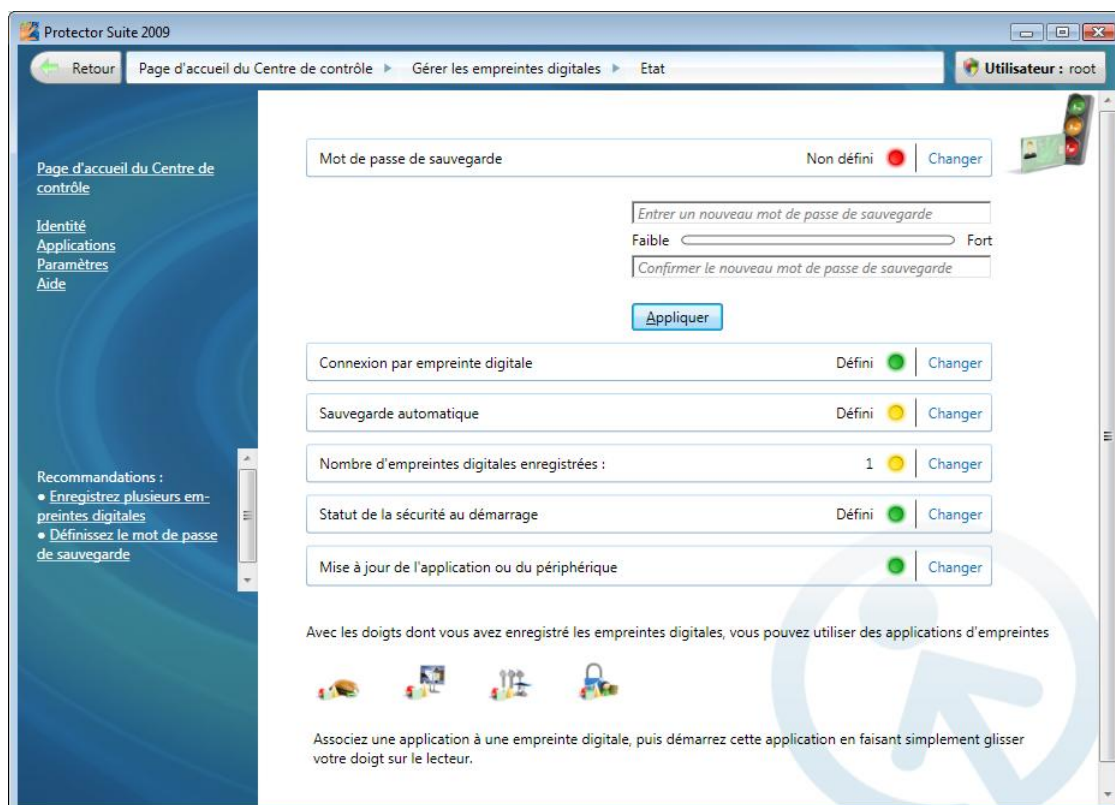 Protector Suite 2009
Retour
Page d'accueil du Centre de contrôle
Gérer les empreintes digitales
Etat
Utilisateur : root
Page d'accueil du Centre de
contrôle
Identité
Applications
Paramètres
Aide
Recommandations :
• Enregistrez plusieurs em-
preintes digitales
• Définissez le mot de passe
de sauvegarde
Mot de passe de sauvegarde Non défini Changer
Entrer un nouveau mot de passe de sauvegarde
Faible Fort
Confirmer le nouveau mot de passe de sauvegarde
Appliquer
Connexion par empreinte digitale Défini Changer
Sauvegarde automatique Défini Changer
Nombre d'empreintes digitales enregistrées : 1 Changer
Statut de la sécurité au démarrage Défini Changer
Mise à jour de l'application ou du périphérique Changer
Avec les doigts dont vous avez enregistré les empreintes digitales, vous pouvez utiliser des applications d'empreintes
Associez une application à une empreinte digitale, puis démarrez cette application en faisant simplement glisser
votre doigt sur le lecteur.